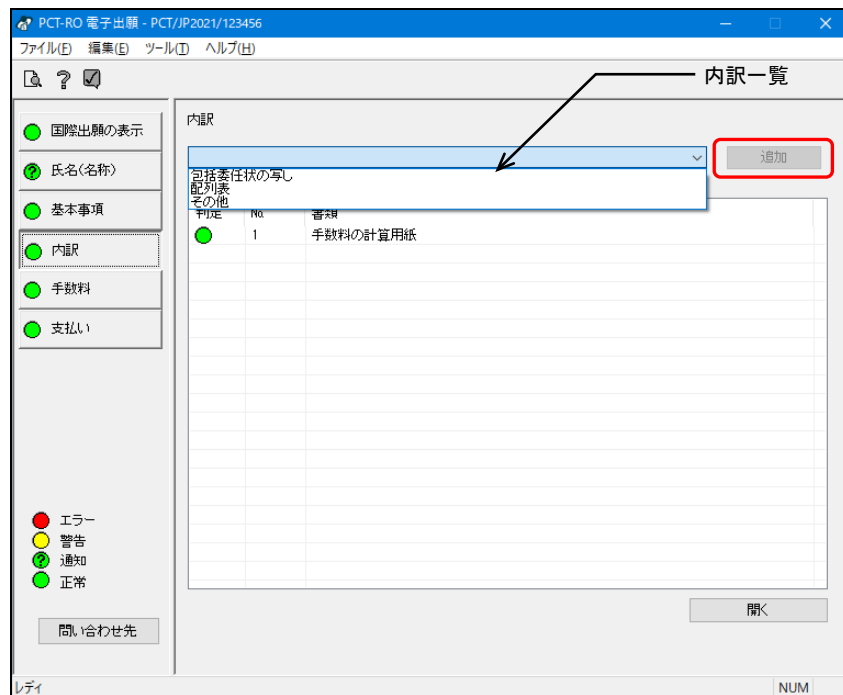 PCT-RO 電子出願 - PCT/JP2021/123456
ファイル(F) 編集(E) ツール(T) ヘルプ(H)
内訳一覧
国際出願の表示
氏名(名称)
基本事項
内訳
手数料
支払い
エラー
警告
通知
正常
問い合わせ先
内訳
追加
包括委任状の写し
配列表
その他
判定 No. 書類
1 手数料の計算用紙
開く
レディ
NUM